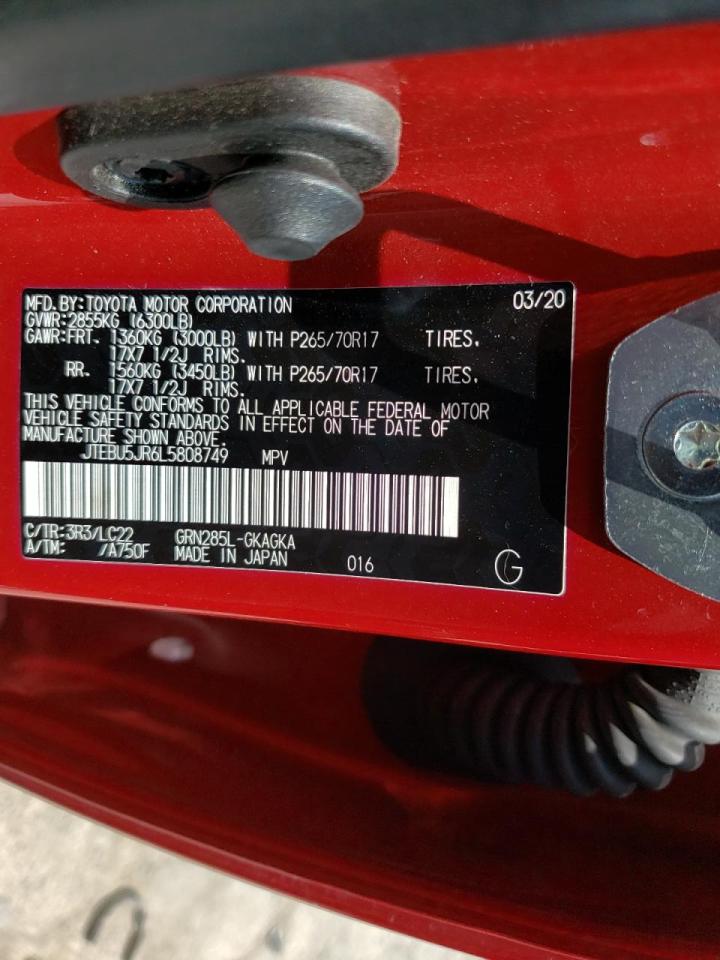 MFD. BY: TOYOTA MOTOR CORPORATION 03/20
GVWR: 2855KG (6300LB)
GAWR: FRT. 1360KG (3000LB) WITH P265/70R17 TIRES.
17X7 1/2J RIMS.
RR. 1560KG (3450LB) WITH P265/70R17 TIRES.
17X7 1/2J RIMS.
THIS VEHICLE CONFORMS TO ALL APPLICABLE FEDERAL MOTOR
VEHICLE SAFETY STANDARDS IN EFFECT ON THE DATE OF
MANUFACTURE SHOWN ABOVE.
JTEBU5JR6L5808749 MPV
C/TR: 3R3/LC22 GRN285L-GKAGKA
A/TM: /A750F MADE IN JAPAN 016 G